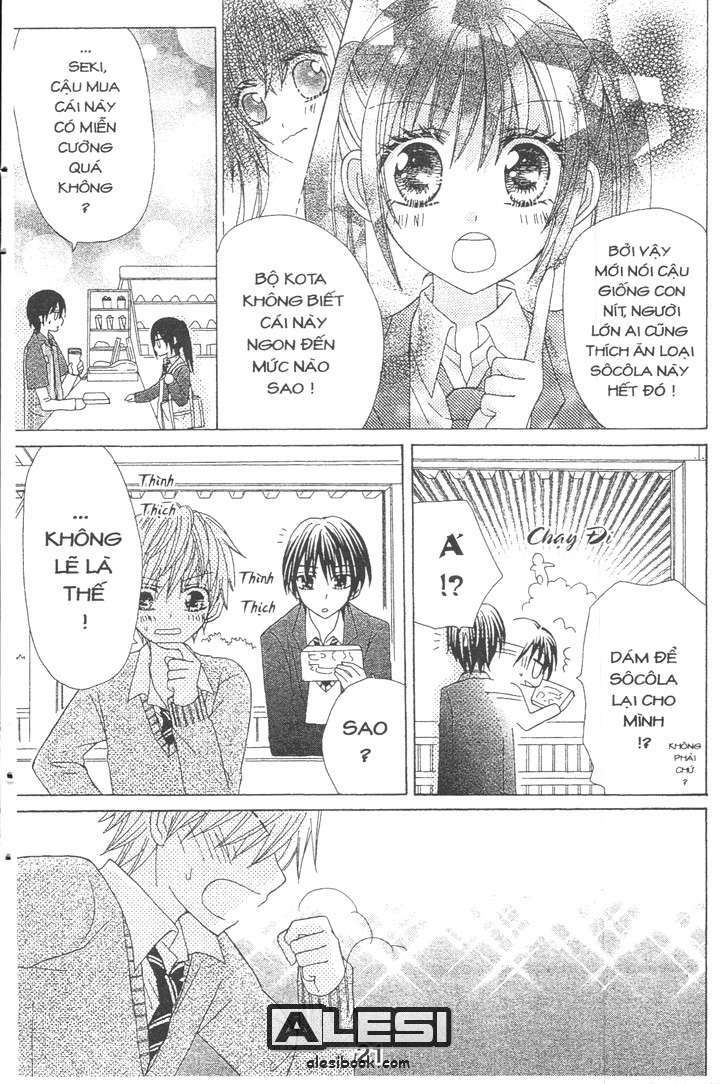 BỞI VẬY
MỚI NÓI CẬU
GIỐNG CON
NÍT, NGƯỜI
LỚN AI CŨNG
THÍCH ĂN LOẠI
SÔCÔLA NÀY
HẾT ĐÓ !
BỘ KOTA
KHÔNG BIẾT
CÁI NÀY
NGON ĐẾN
MỨC NÀO
SAO !
...
SEKI,
CẬU MUA
CÁI NÀY
CÓ MIỄN
CƯỠNG
QUÁ
KHÔNG
?
Chạy Đi
DÁM ĐỂ
SÔCÔLA
LẠI CHO
MÌNH
!?
KHÔNG
PHẢI
CHỨ
?
Á
!?
Thình
Thịch
SAO
?
Thình
Thịch
...
KHÔNG
LẼ LÀ
THẾ
!
ALESI
21
alesibook.com